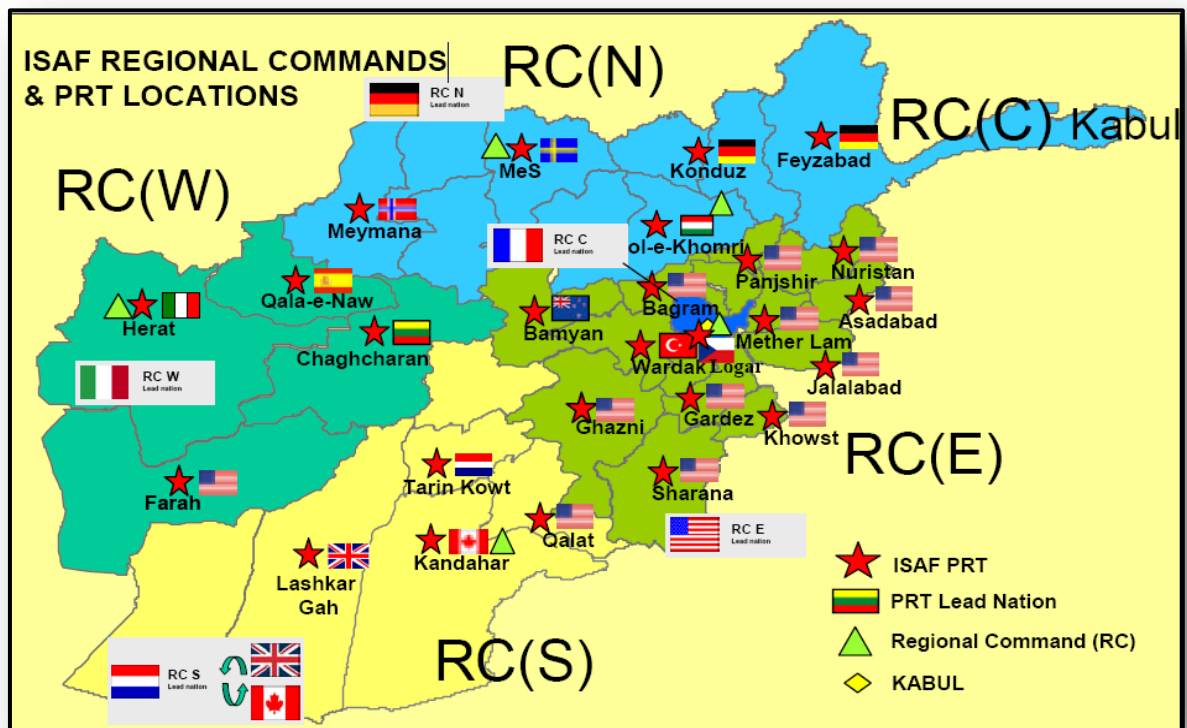 ISAF REGIONAL COMMANDS
& PRT LOCATIONS
RC(N)
RC N
Lead nation
RC(C) Kabul
RC(W)
MeS
Konduz
Feyzabad
Meymana
ol-e-Khomri
RC C
Lead nation
Qala-e-Naw
Panjshir
Nuristan
Herat
Bamyan
Bagram
Asadabad
Chaghcharan
Mether Lam
Wardak
Logar
Jalalabad
RC W
Lead nation
Ghazni
Gardez
Khowst
RC(E)
Farah
Tarin Kowt
Sharana
Qalat
RC E
Lead nation
Kandahar
Lashkar
Gah
ISAF PRT
PRT Lead Nation
Regional Command (RC)
KABUL
RC(S)
RC S
Lead nation